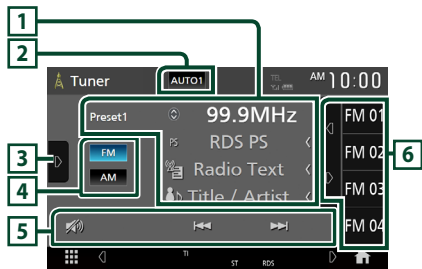 1
2
Tuner
AUTO1
TEL
AM 10:00
Preset1
99.9MHz
FM 01
PS
RDS PS
3
FM
Radio Text
FM 02
6
4
AM
Title / Artist
FM 03
5
FM 04
TI
ST
RDS